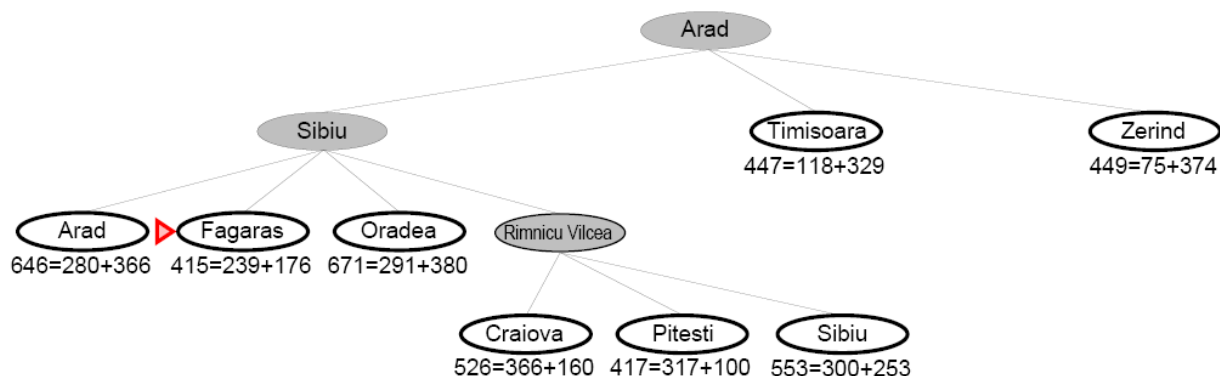 Arad
Sibiu Timisoara Zerind
447=118+329 449=75+374
Arad Fagaras Oradea Rimnicu Vilcea
646=280+366 415=239+176 671=291+380
Craiova Pitesti Sibiu
526=366+160 417=317+100 553=300+253